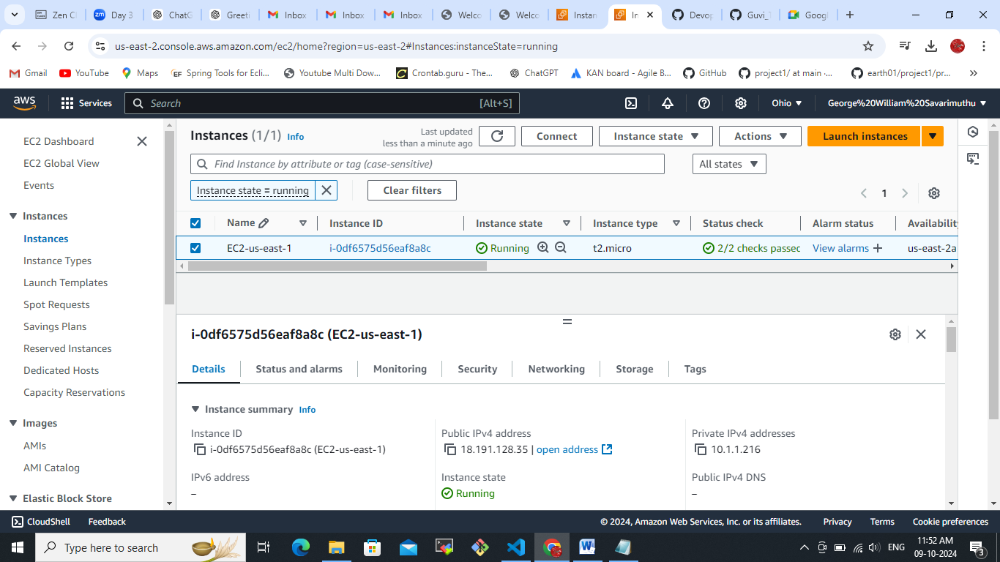 Zen Cl
Day 3
ChatG
Greeti
Inbox
Inbox
Inbox
Welco
Welco
Instan
In
Devop
Guvi_
Googl
us-east-2.console.aws.amazon.com/ec2/home?region=us-east-2#Instances:instanceState=running
Gmail
YouTube
Maps
Spring Tools for Ecli...
Youtube Multi Dow...
Crontab.guru - The...
ChatGPT
KAN board - Agile B...
GitHub
project1/ at main ·...
earth01/project1/pr...
aws
Services
Search
[Alt+S]
Ohio
George%20William%20Savarimuthu
EC2 Dashboard
EC2 Global View
Events
Instances
Instances
Instance Types
Launch Templates
Spot Requests
Savings Plans
Reserved Instances
Dedicated Hosts
Capacity Reservations
Images
AMIs
AMI Catalog
Elastic Block Store
Instances (1/1) Info
Last updated
less than a minute ago
Connect
Instance state
Actions
Launch instances
Find Instance by attribute or tag (case-sensitive)
All states
Instance state = running
Clear filters
1
Name
Instance ID
Instance state
Instance type
Status check
Alarm status
Availability
EC2-us-east-1
i-0df6575d56eaf8a8c
Running
t2.micro
2/2 checks passed
View alarms
us-east-2a
i-0df6575d56eaf8a8c (EC2-us-east-1)
Details
Status and alarms
Monitoring
Security
Networking
Storage
Tags
Instance summary Info
Instance ID
i-0df6575d56eaf8a8c (EC2-us-east-1)
Public IPv4 address
18.191.128.35 | open address
Private IPv4 addresses
10.1.1.216
IPv6 address
–
Instance state
Running
Public IPv4 DNS
–
CloudShell
Feedback
© 2024, Amazon Web Services, Inc. or its affiliates.
Privacy
Terms
Cookie preferences
Type here to search
ENG
11:52 AM
09-10-2024
3